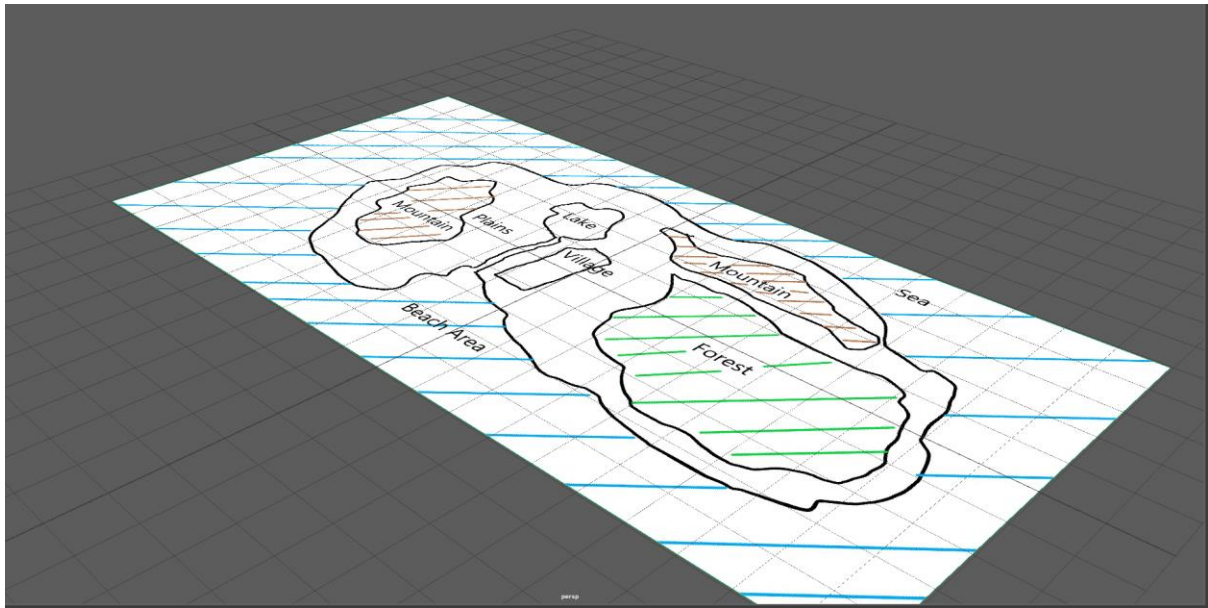 Mountain
Plains
Lake
Village
Mountain
Sea
Beach Area
Forest
persp